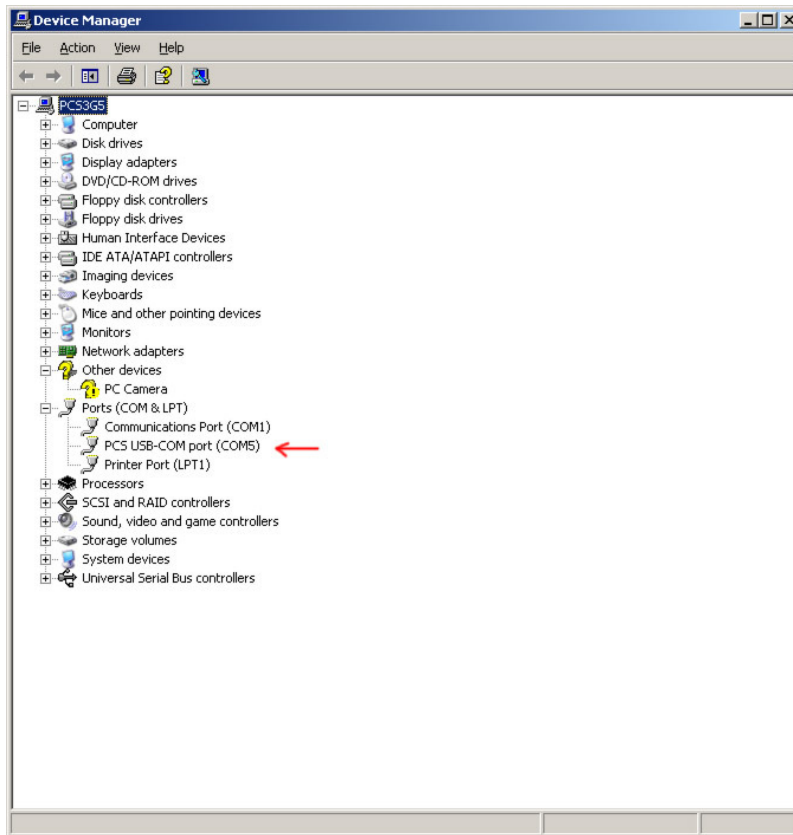 Device Manager
File Action View Help
PCS3G5
Computer
Disk drives
Display adapters
DVD/CD-ROM drives
Floppy disk controllers
Floppy disk drives
Human Interface Devices
IDE ATA/ATAPI controllers
Imaging devices
Keyboards
Mice and other pointing devices
Monitors
Network adapters
Other devices
PC Camera
Ports (COM & LPT)
Communications Port (COM1)
PCS USB-COM port (COM5)
Printer Port (LPT1)
Processors
SCSI and RAID controllers
Sound, video and game controllers
Storage volumes
System devices
Universal Serial Bus controllers